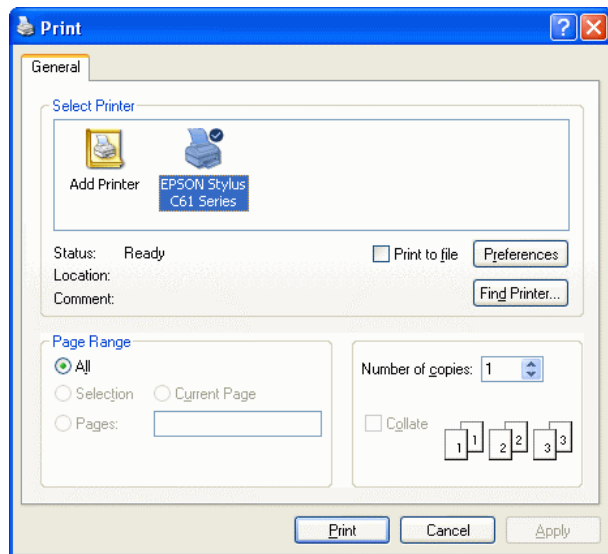 Print
General
Select Printer
Add Printer
EPSON Stylus
C61 Series
Status: Ready
Location:
Comment:
Print to file
Preferences
Find Printer...
Page Range
All
Selection
Current Page
Pages:
Number of copies: 1
Collate
1 1 2 2 3 3
Print
Cancel
Apply